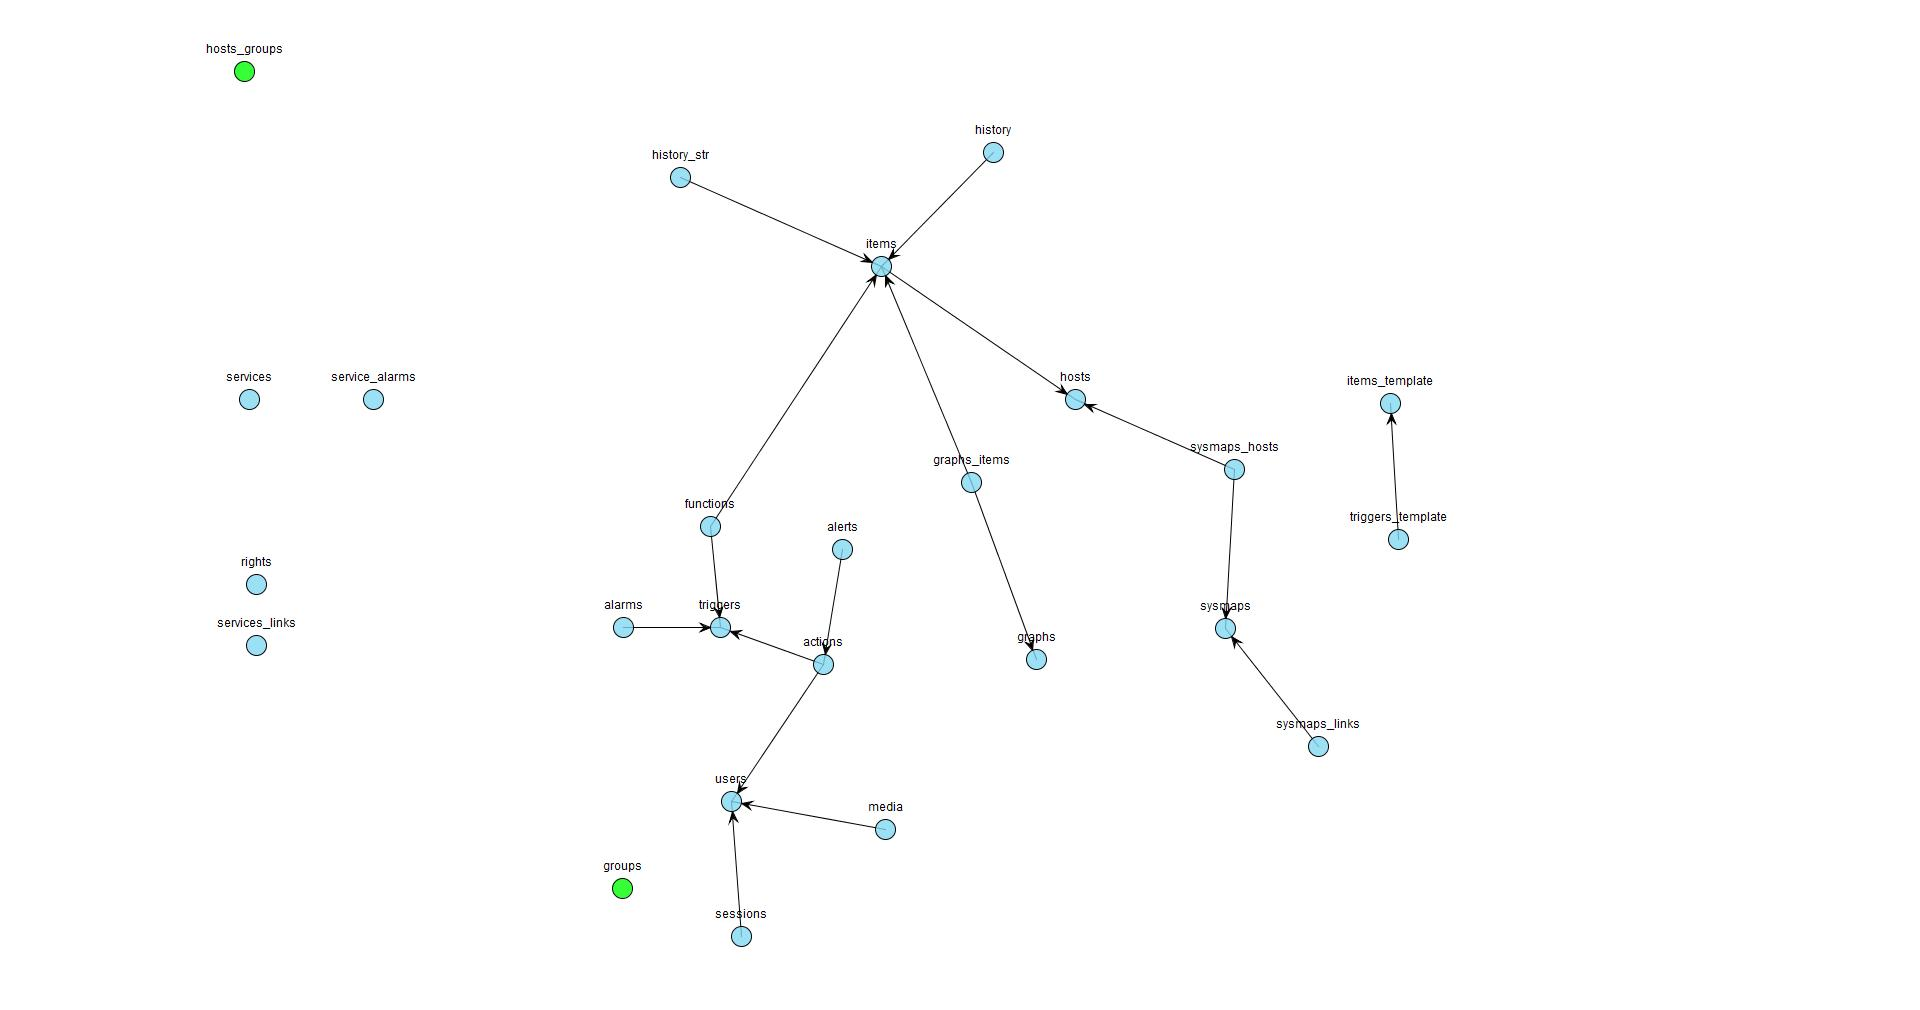 hosts_groups
history
history_str
items
services
service_alarms
hosts
items_template
sysmaps_hosts
graphs_items
functions
triggers_template
alerts
rights
alarms
triggers
sysmaps
services_links
actions
graphs
sysmaps_links
users
media
groups
sessions